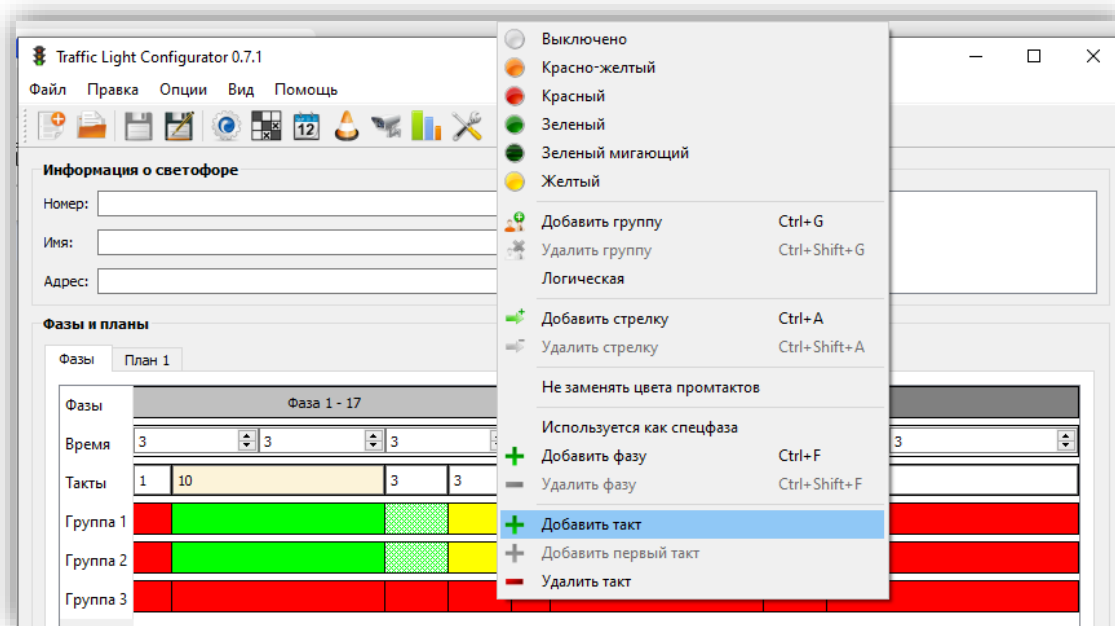 Traffic Light Configurator 0.7.1
Файл Правка Опции Вид Помощь
12
Информация о светофоре
Номер:
Имя:
Адрес:
Фазы и планы
Фазы План 1
Фазы Фаза 1 - 17
Время 3 3 3 3
Такты 1 10 3 3
Группа 1
Группа 2
Группа 3
Выключено
Красно-желтый
Красный
Зеленый
Зеленый мигающий
Желтый
Добавить группу Ctrl+G
Удалить группу Ctrl+Shift+G
Логическая
Добавить стрелку Ctrl+A
Удалить стрелку Ctrl+Shift+A
Не заменять цвета промтактов
Используется как спецфаза
Добавить фазу Ctrl+F
Удалить фазу Ctrl+Shift+F
Добавить такт
Добавить первый такт
Удалить такт